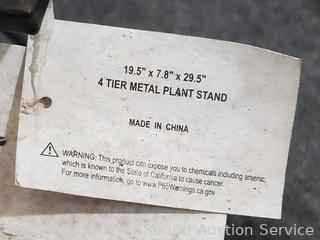 19.5" x 7.8" x 29.5"
4 TIER METAL PLANT STAND
MADE IN CHINA
WARNING: This product can expose you to chemicals including arsenic,
which is known to the State of California to cause cancer.
For more information, go to www.P65Warnings.ca.gov
Sound Auction Service